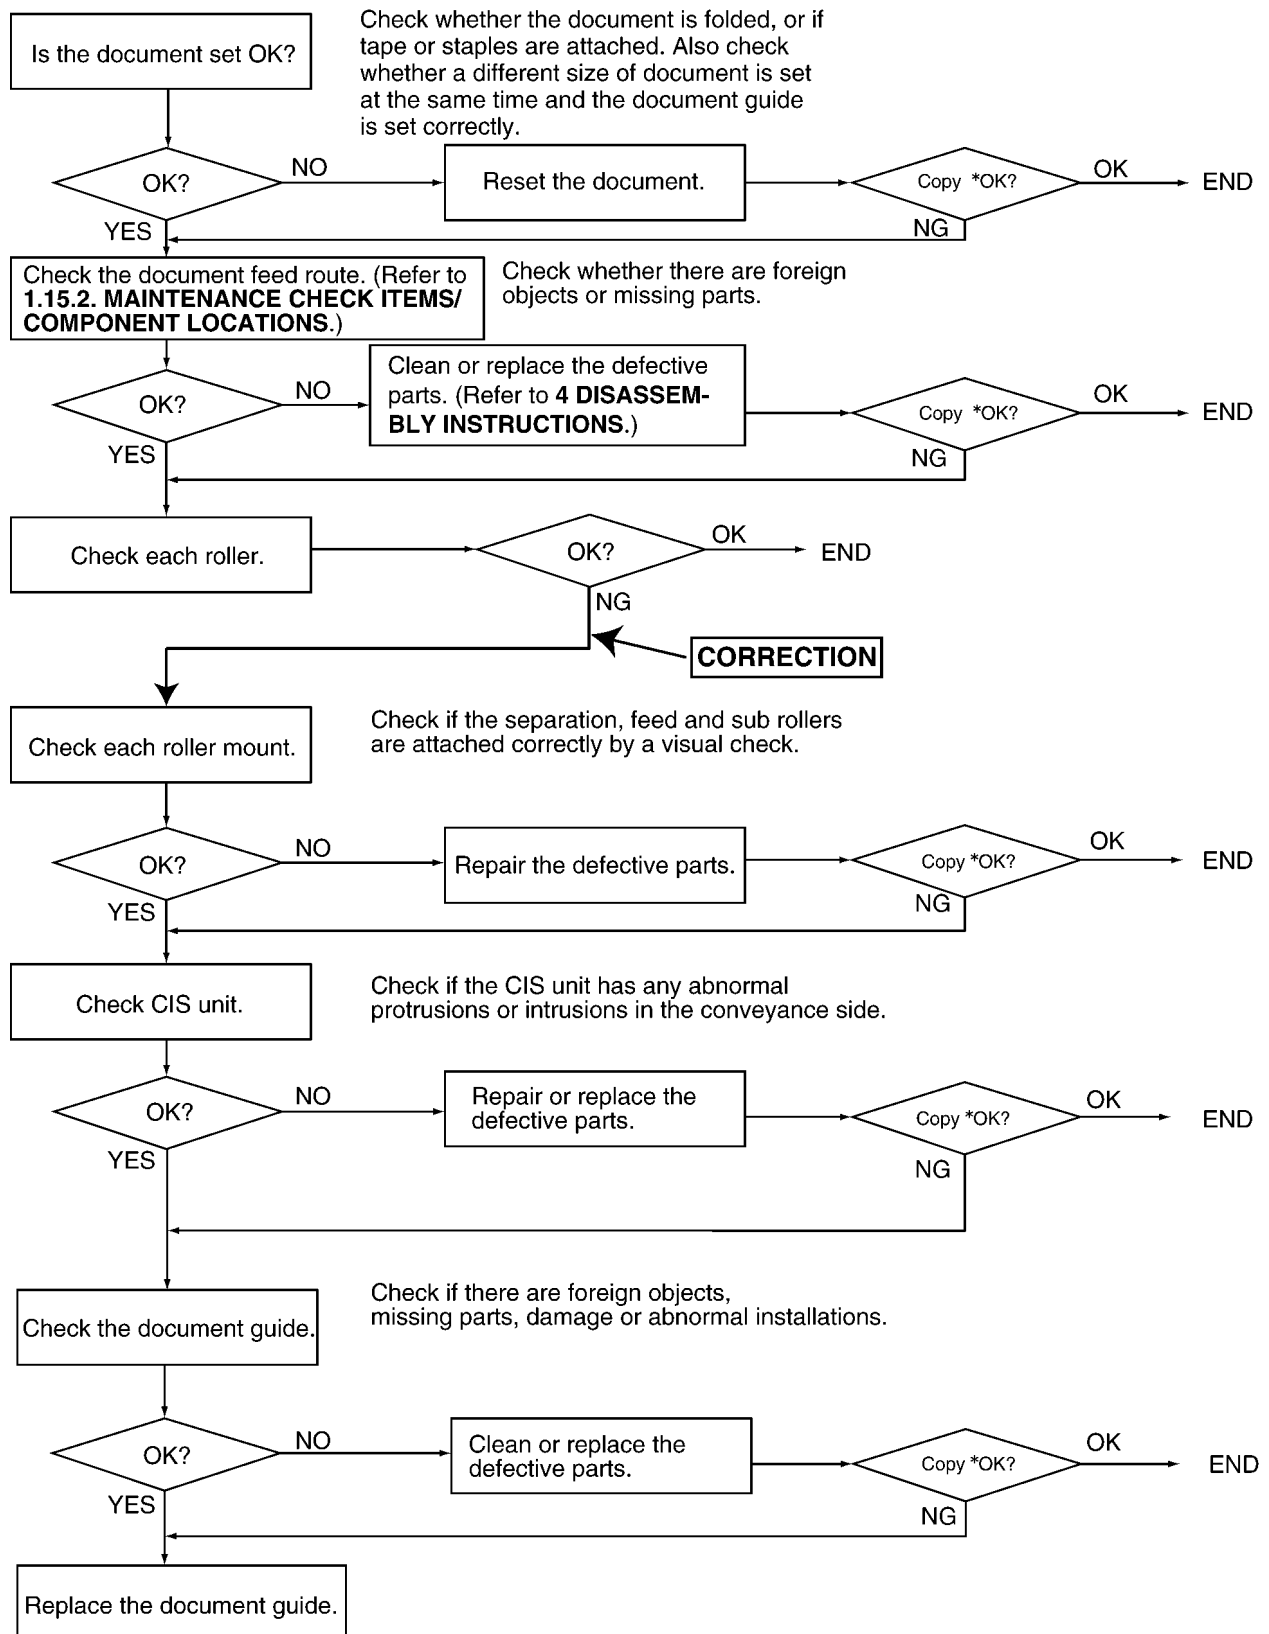 Check whether the document is folded, or if
tape or staples are attached. Also check
whether a different size of document is set
at the same time and the document guide
is set correctly.
Is the document set OK?
OK?
NO
Reset the document.
Copy *OK?
OK
END
YES
NG
Check the document feed route. (Refer to
1.15.2. MAINTENANCE CHECK ITEMS/
COMPONENT LOCATIONS.)
Check whether there are foreign
objects or missing parts.
OK?
NO
Clean or replace the defective
parts. (Refer to 4 DISASSEM-
BLY INSTRUCTIONS.)
Copy *OK?
OK
END
YES
NG
Check each roller.
OK?
OK
END
NG
CORRECTION
Check each roller mount.
Check if the separation, feed and sub rollers
are attached correctly by a visual check.
OK?
NO
Repair the defective parts.
Copy *OK?
OK
END
YES
NG
Check CIS unit.
Check if the CIS unit has any abnormal
protrusions or intrusions in the conveyance side.
OK?
NO
Repair or replace the
defective parts.
Copy *OK?
OK
END
YES
NG
Check the document guide.
Check if there are foreign objects,
missing parts, damage or abnormal installations.
OK?
NO
Clean or replace the
defective parts.
Copy *OK?
OK
END
YES
NG
Replace the document guide.